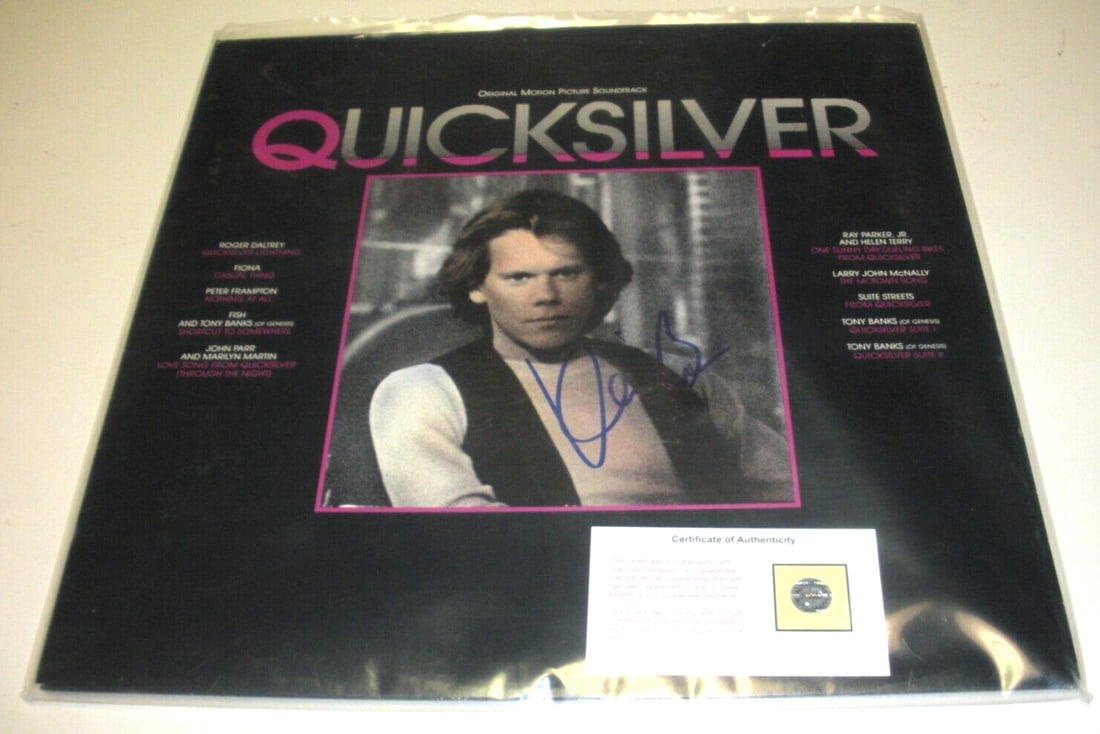 ORIGINAL MOTION PICTURE SOUNDTRACK
QUICKSILVER
ROGER DALTREY
QUICKSILVER LIGHTNING
FIONA
CASUAL THING
PETER FRAMPTON
NOTHING AT ALL
FISH
AND TONY BANKS (OF GENESIS)
SHORTCUT TO SOMEWHERE
JOHN PARR
AND MARILYN MARTIN
LOVE SONG FROM QUICKSILVER
(THROUGH THE NIGHT)
RAY PARKER, JR.
AND HELEN TERRY
ONE SUNNY DAY/DUELING BIKES
FROM QUICKSILVER
LARRY JOHN McNALLY
THE MOTOWN SONG
SUITE STREETS
FROM QUICKSILVER
TONY BANKS (OF GENESIS)
QUICKSILVER SUITE I
TONY BANKS (OF GENESIS)
QUICKSILVER SUITE II
Certificate of Authenticity